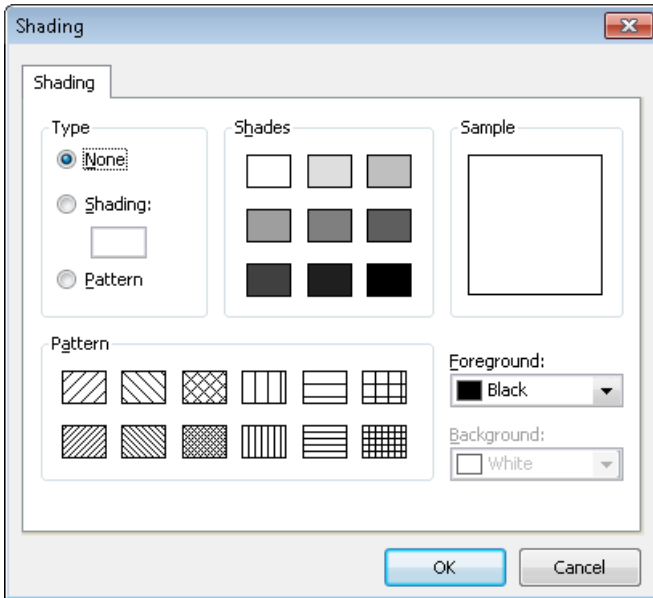 Shading
Shading
Type
None
Shading:
Pattern
Shades
Sample
Pattern
Foreground:
Black
Background:
White
OK
Cancel